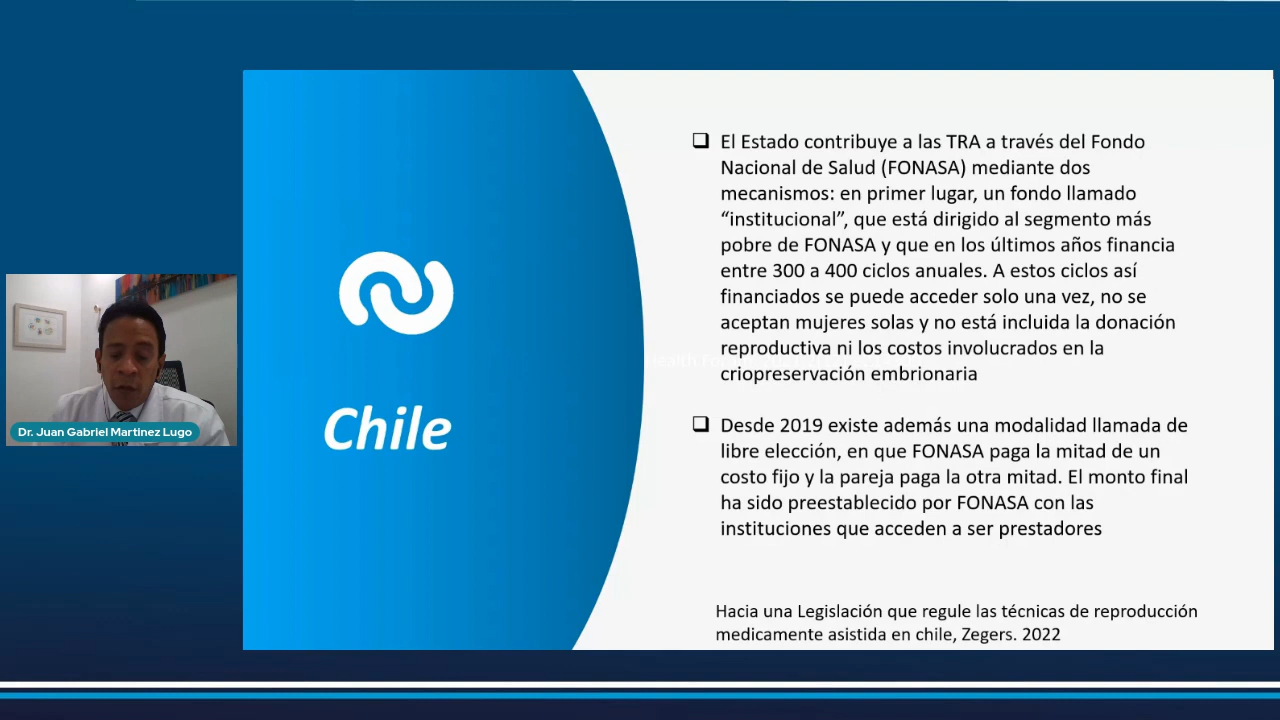 El Estado contribuye a las TRA a través del Fondo
Nacional de Salud (FONASA) mediante dos
mecanismos: en primer lugar, un fondo llamado
“institucional”, que está dirigido al segmento más
pobre de FONASA y que en los últimos años financia
entre 300 a 400 ciclos anuales. A estos ciclos así
financiados se puede acceder solo una vez, no se
aceptan mujeres solas y no está incluida la donación
reproductiva ni los costos involucrados en la
criopreservación embrionaria
Desde 2019 existe además una modalidad llamada de
libre elección, en que FONASA paga la mitad de un
costo fijo y la pareja paga la otra mitad. El monto final
ha sido preestablecido por FONASA con las
instituciones que acceden a ser prestadores
Hacia una Legislación que regule las técnicas de reproducción
medicamente asistida en chile, Zegers. 2022
Chile
Dr. Juan Gabriel Martinez Lugo